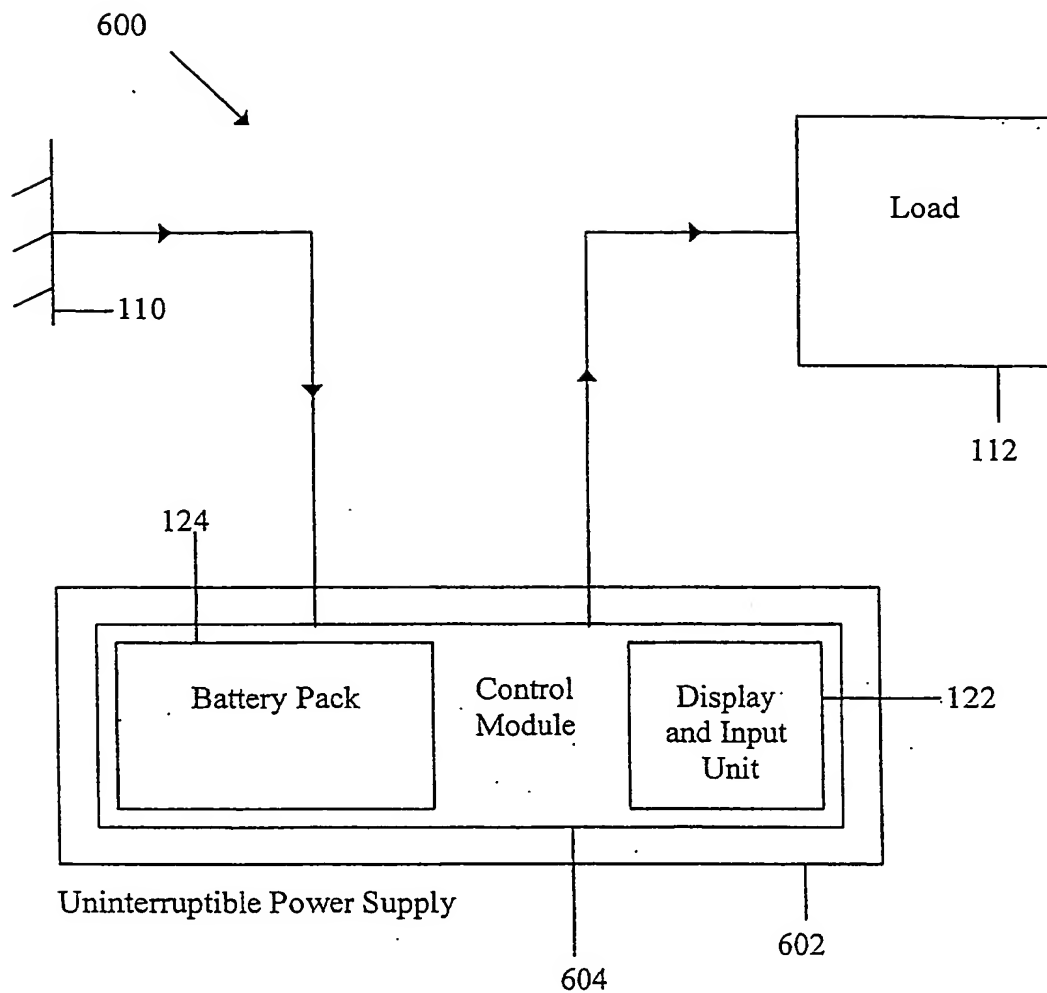 600
Load
110
112
124
Battery Pack
Control
Module
Display
and Input
Unit
122
Uninterruptible Power Supply
602
604